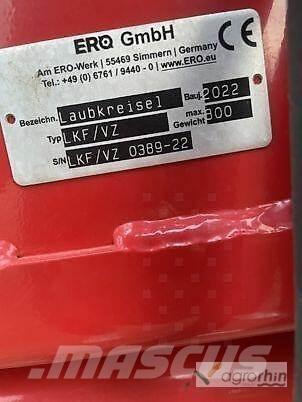 ERO GmbH
Am ERO-Werk | 55469 Simmern | Germany
Tel.: +49 (0) 6761 / 9440 - 0 | www.ERO.eu
CE
Bezeichn. Laubkreisel Bauj. 2022
Typ LKF/VZ max. Gewicht 300
S/N LKF/VZ 0389-22
MASCUS
agrorhin